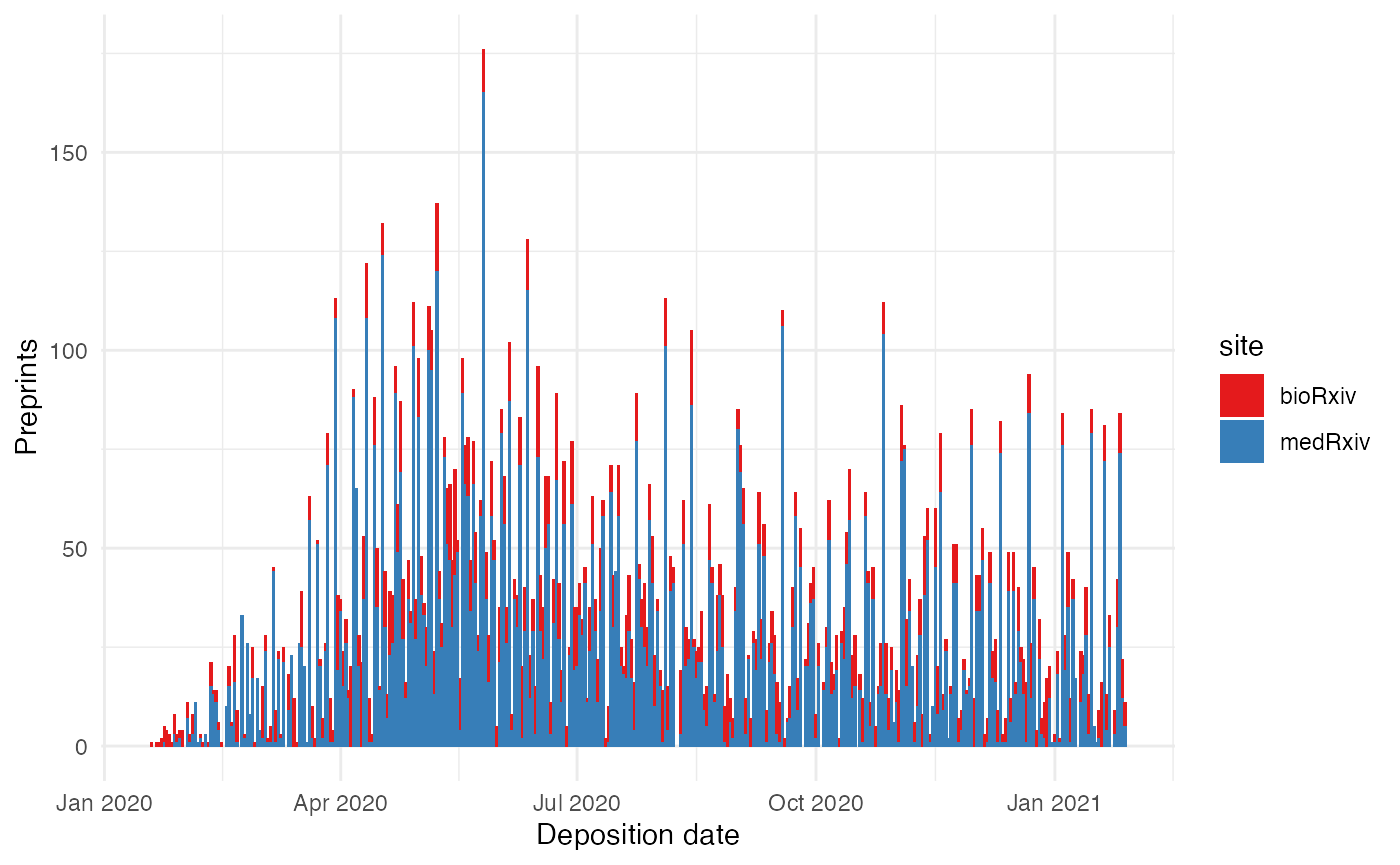 150
100
50
0
Preprints
Jan 2020
Apr 2020
Jul 2020
Oct 2020
Jan 2021
Deposition date
site
bioRxiv
medRxiv